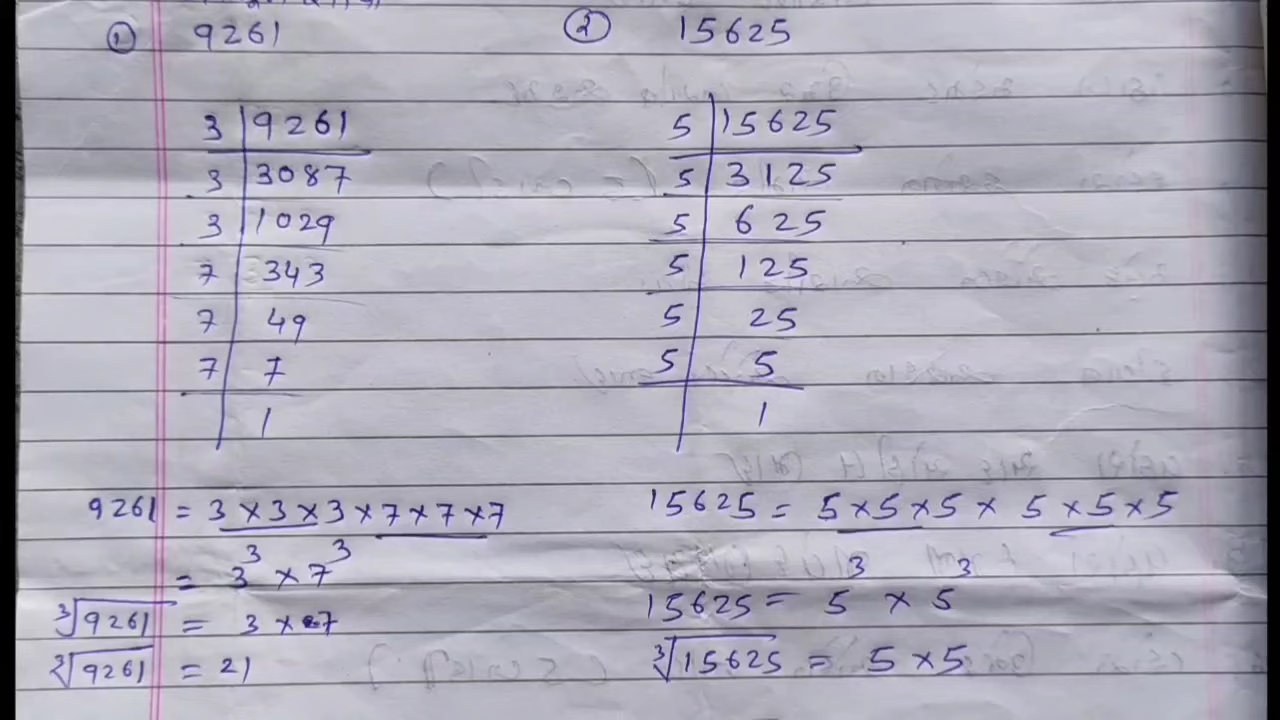 ① 9261 ② 15625
3 | 9261 5 | 15625
3 | 3087 5 | 3125
3 | 1029 5 | 625
7 | 343 5 | 125
7 | 49 5 | 25
7 | 7 5 | 5
1 1
9261 = 3 × 3 × 3 × 7 × 7 × 7 15625 = 5 × 5 × 5 × 5 × 5 × 5
= 3³ × 7³ 15625 = 5³ × 5³
∛9261 = 3 × 7 ∛15625 = 5 × 5
∛9261 = 21